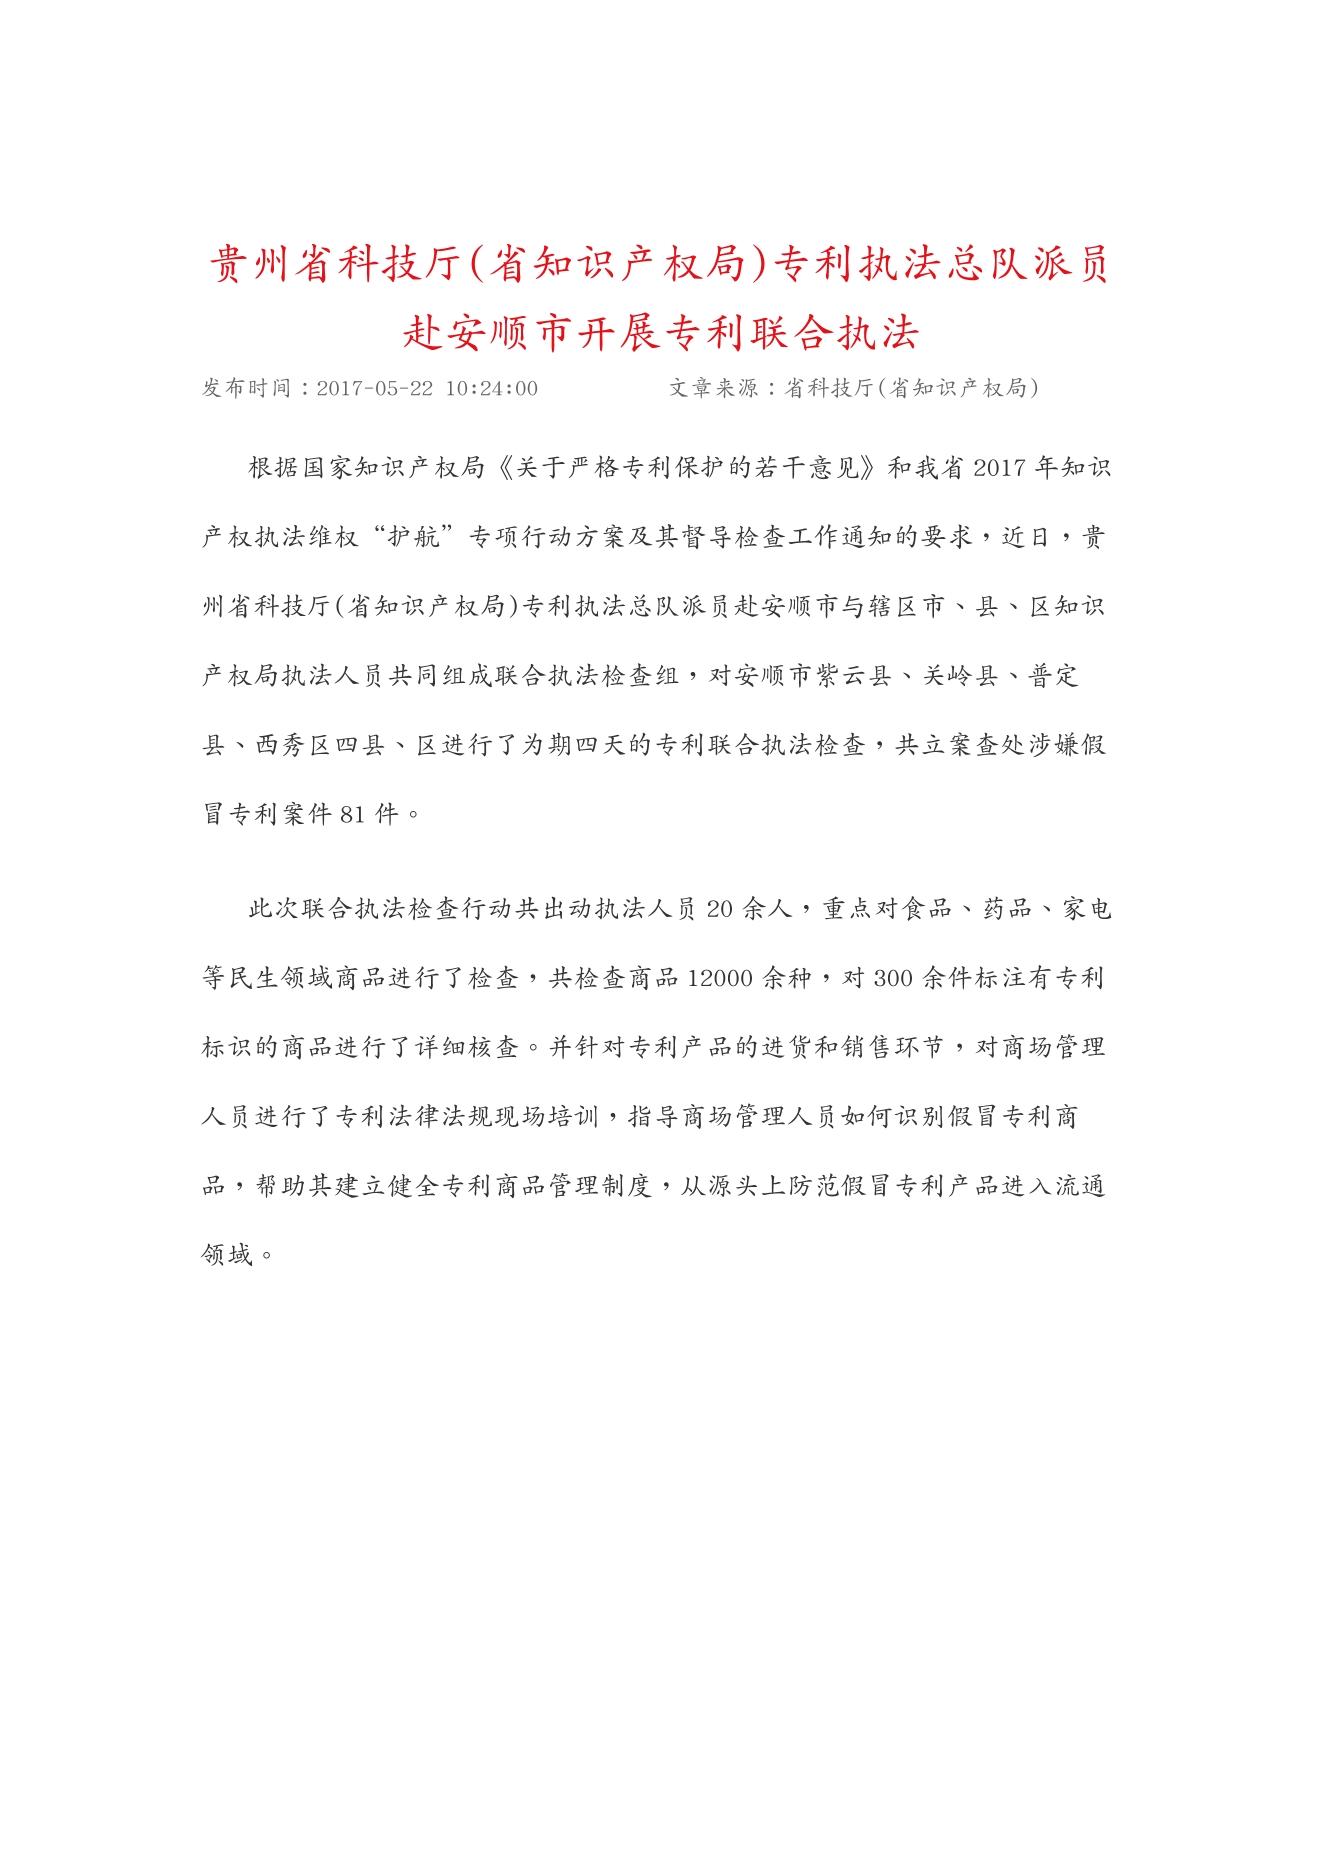 贵州省科技厅(省知识产权局)专利执法总队派员
赴安顺市开展专利联合执法
发布时间：2017-05-22 10:24:00 文章来源：省科技厅(省知识产权局)
根据国家知识产权局《关于严格专利保护的若干意见》和我省 2017 年知识
产权执法维权“护航”专项行动方案及其督导检查工作通知的要求，近日，贵
州省科技厅(省知识产权局)专利执法总队派员赴安顺市与辖区市、县、区知识
产权局执法人员共同组成联合执法检查组，对安顺市紫云县、关岭县、普定
县、西秀区四县、区进行了为期四天的专利联合执法检查，共立案查处涉嫌假
冒专利案件 81 件。
此次联合执法检查行动共出动执法人员 20 余人，重点对食品、药品、家电
等民生领域商品进行了检查，共检查商品 12000 余种，对 300 余件标注有专利
标识的商品进行了详细核查。并针对专利产品的进货和销售环节，对商场管理
人员进行了专利法律法规现场培训，指导商场管理人员如何识别假冒专利商
品，帮助其建立健全专利商品管理制度，从源头上防范假冒专利产品进入流通
领域。